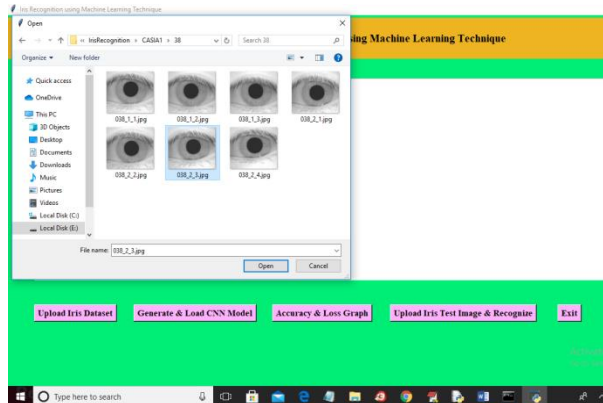 Iris Recognition using Machine Learning Technique
Open
« IrisRecognition > CASIA1 > 38
Search 38
ing Machine Learning Technique
Organize
New folder
Quick access
OneDrive
This PC
3D Objects
Desktop
Documents
Downloads
Music
Pictures
Videos
Local Disk (C:)
Local Disk (E:)
038_1_1.jpg
038_1_2.jpg
038_1_3.jpg
038_2_1.jpg
038_2_2.jpg
038_2_3.jpg
038_2_4.jpg
File name: 038_2_3.jpg
Open
Cancel
Upload Iris Dataset
Generate & Load CNN Model
Accuracy & Loss Graph
Upload Iris Test Image & Recognize
Exit
Type here to search